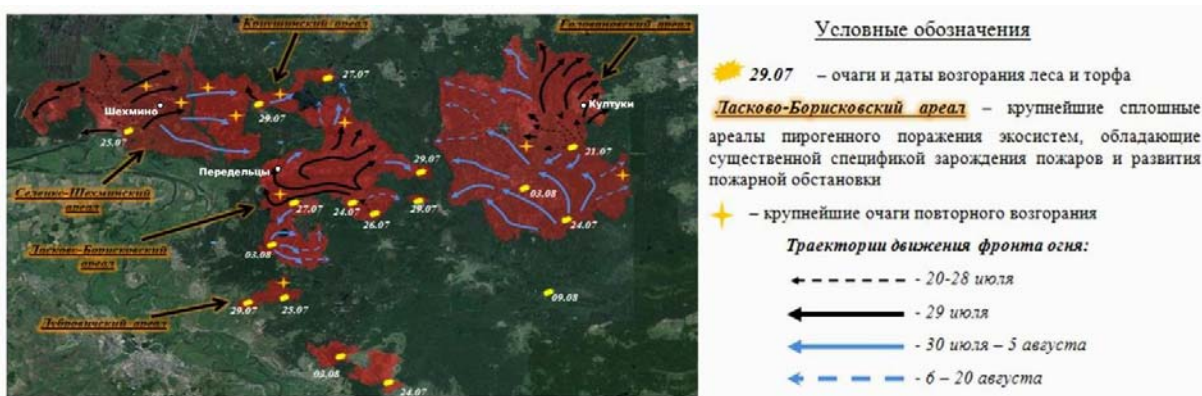 Криушинский ареал
Головановский ареал
27.07
Шехмино
29.07
Култуки
25.07
21.07
Передельцы
29.07
03.08
Селенко-Шехминский
ареал
27.07
24.07
26.07
29.07
24.07
Ласково-Борисковский
ареал
03.08
Дубровичский ареал
29.07
25.07
09.08
03.08
24.07
Условные обозначения
29.07 – очаги и даты возгорания леса и торфа
Ласково-Борисковский ареал – крупнейшие сплошные
ареалы пирогенного поражения экосистем, обладающие
существенной спецификой зарождения пожаров и развития
пожарной обстановки
– крупнейшие очаги повторного возгорания
Траектории движения фронта огня:
- 20-28 июля
- 29 июля
- 30 июля – 5 августа
- 6 – 20 августа